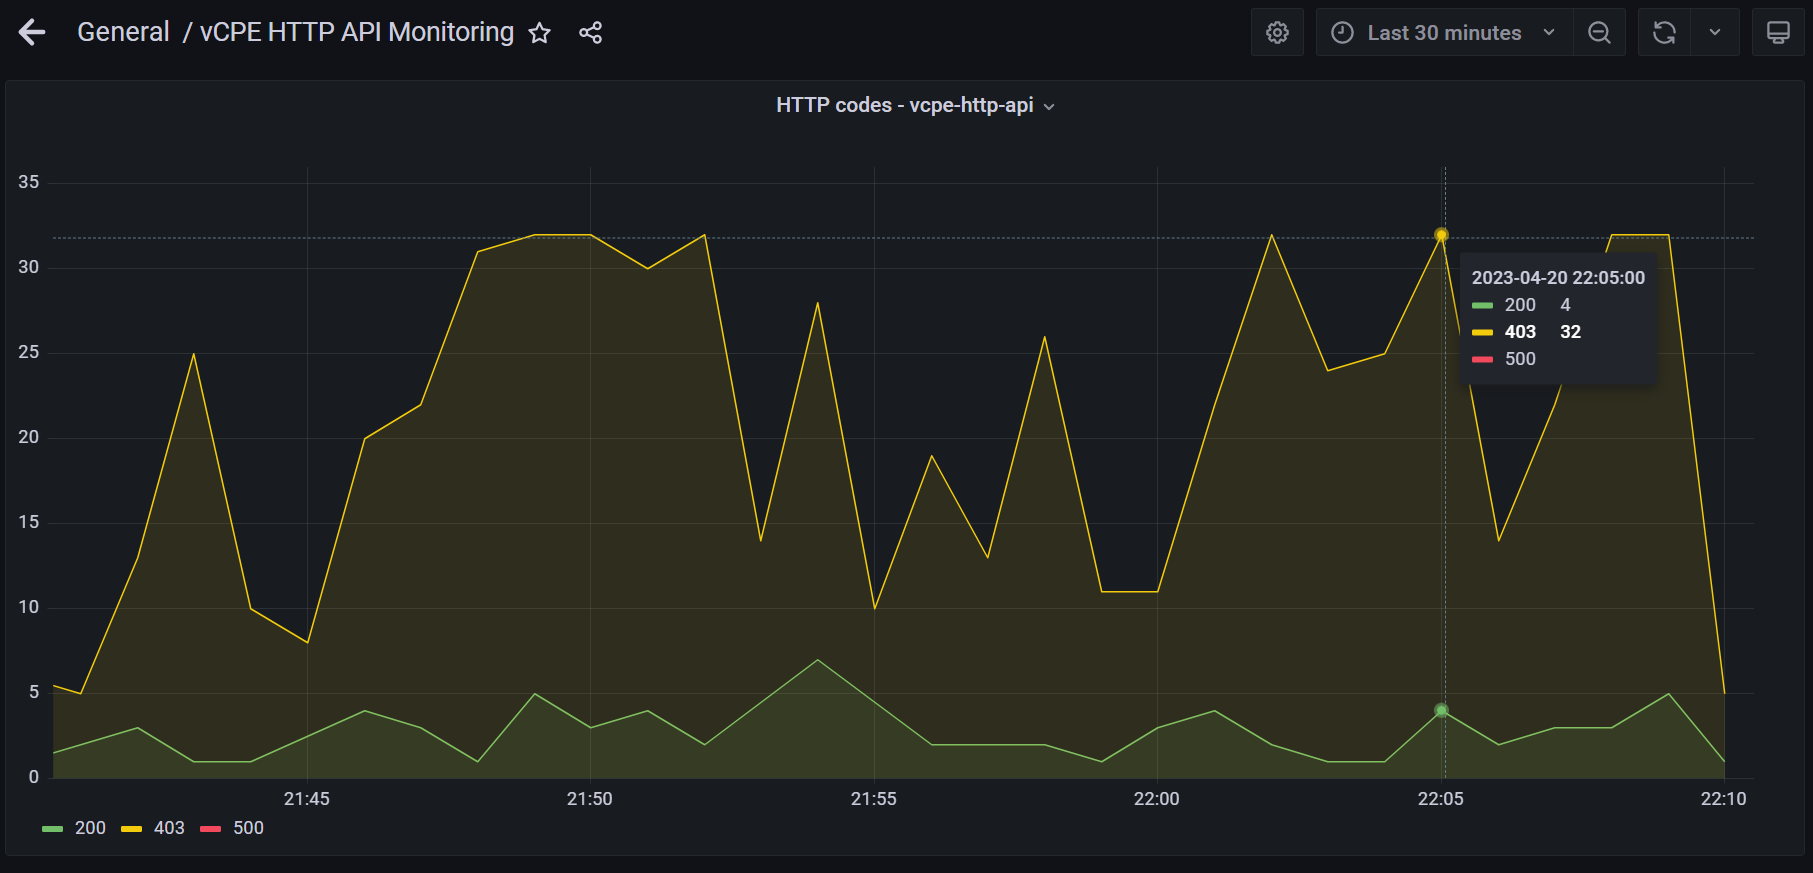 General / vCPE HTTP API Monitoring
Last 30 minutes
HTTP codes - vcpe-http-api
35
30
25
20
15
10
5
0
2023-04-20 22:05:00
200 4
403 32
500
21:45 21:50 21:55 22:00 22:05 22:10
200 403 500